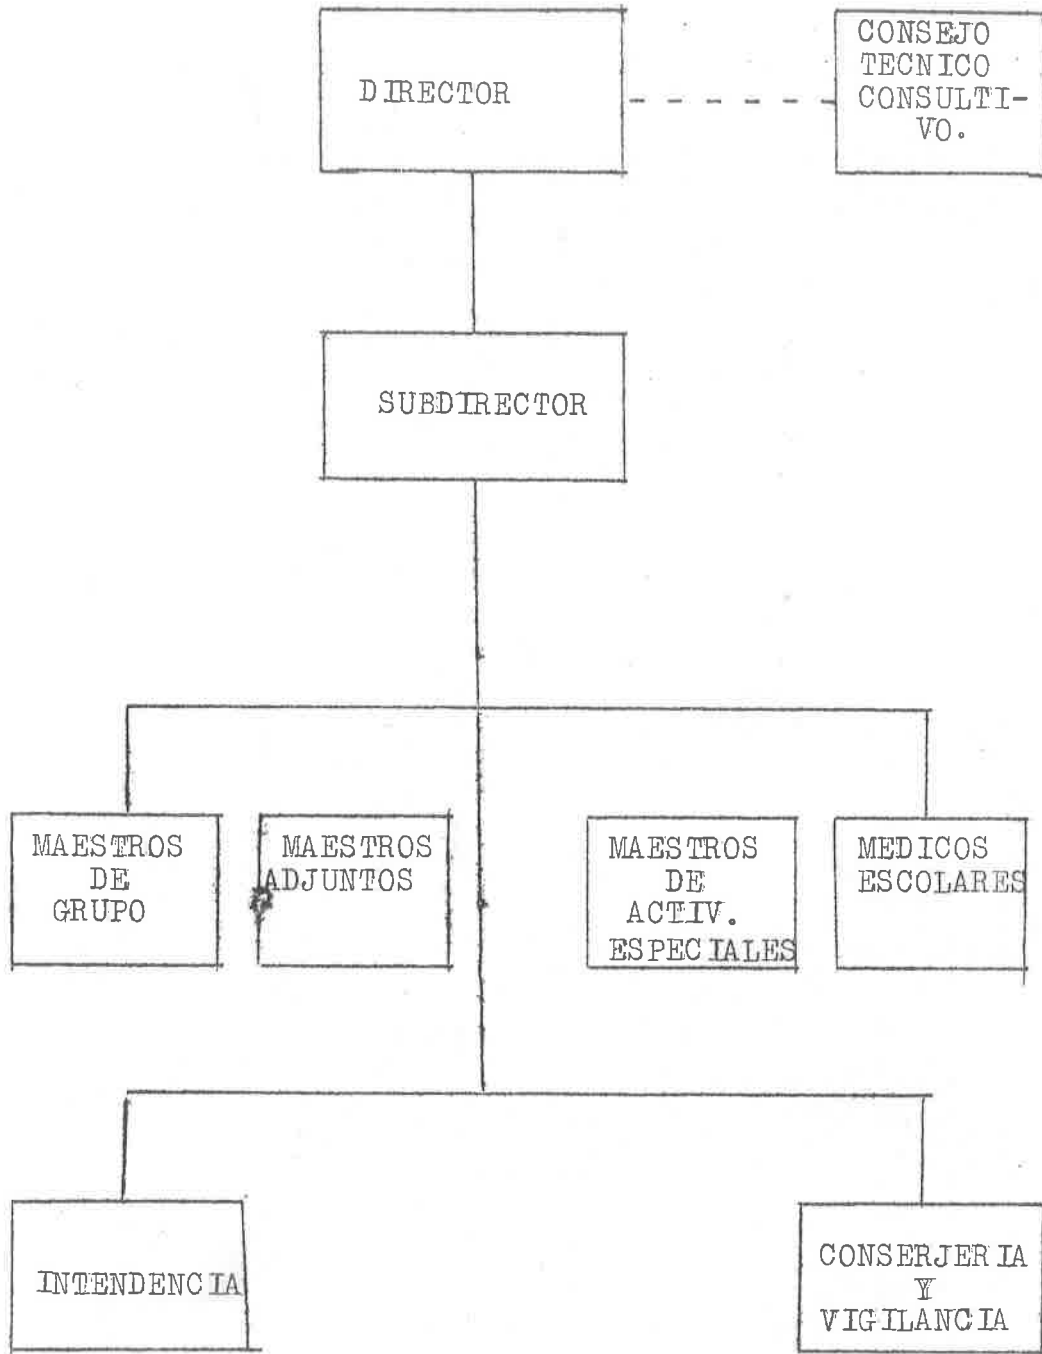 DIRECTOR
CONSEJO
TECNICO
CONSULTI-
VO.
SUBDIRECTOR
MAESTROS
DE
GRUPO
MAESTROS
ADJUNTOS
MAESTROS
DE
ACTIV.
ESPECIALES
MEDICOS
ESCOLARES
INTENDENCIA
CONSERJERIA
Y
VIGILANCIA